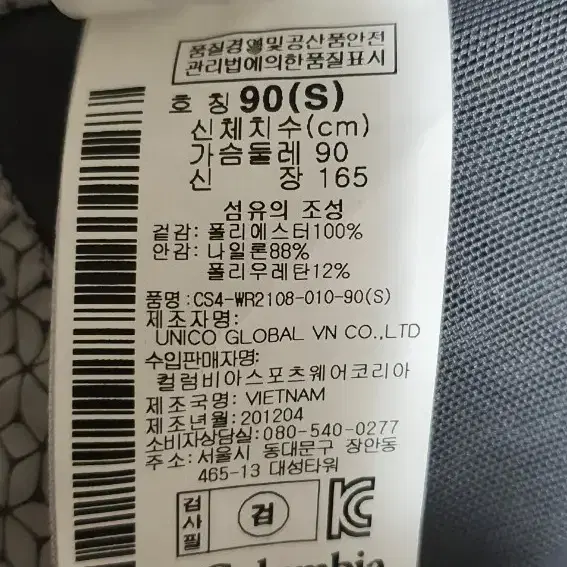 품질경영및공산품안전
관리법에의한품질표시
호 칭 90(S)
신체치수(cm)
가슴둘레 90
신 장 165
섬유의 조성
겉감: 폴리에스터100%
안감: 나일론88%
폴리우레탄12%
품명:CS4-WR2108-010-90(S)
제조자명:
UNICO GLOBAL VN CO.,LTD
수입판매자명:
컬럼비아스포츠웨어코리아
제조국명: VIETNAM
제조년월:201204
소비자상담실:080-540-0277
주 소:서울시 동대문구 장안동
465-13 대성타워
검사필 검
Columbia